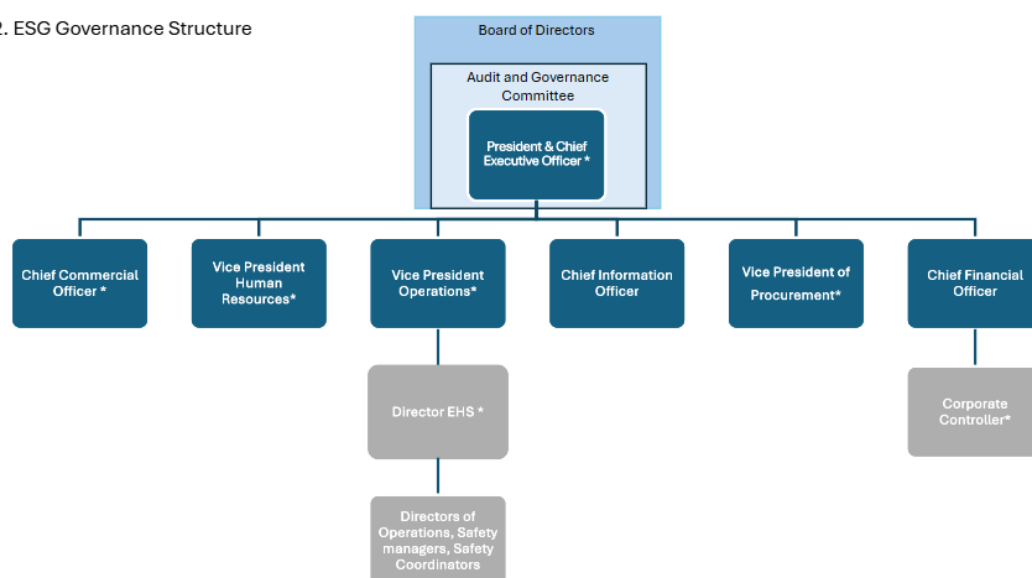 2. ESG Governance Structure
Board of Directors
Audit and Governance
Committee
President & Chief
Executive Officer *
Chief Commercial
Officer *
Vice President
Human
Resources*
Vice President
Operations*
Chief Information
Officer
Vice President of
Procurement*
Chief Financial
Officer
Director EHS *
Corporate
Controller*
Directors of
Operations, Safety
managers, Safety
Coordinators